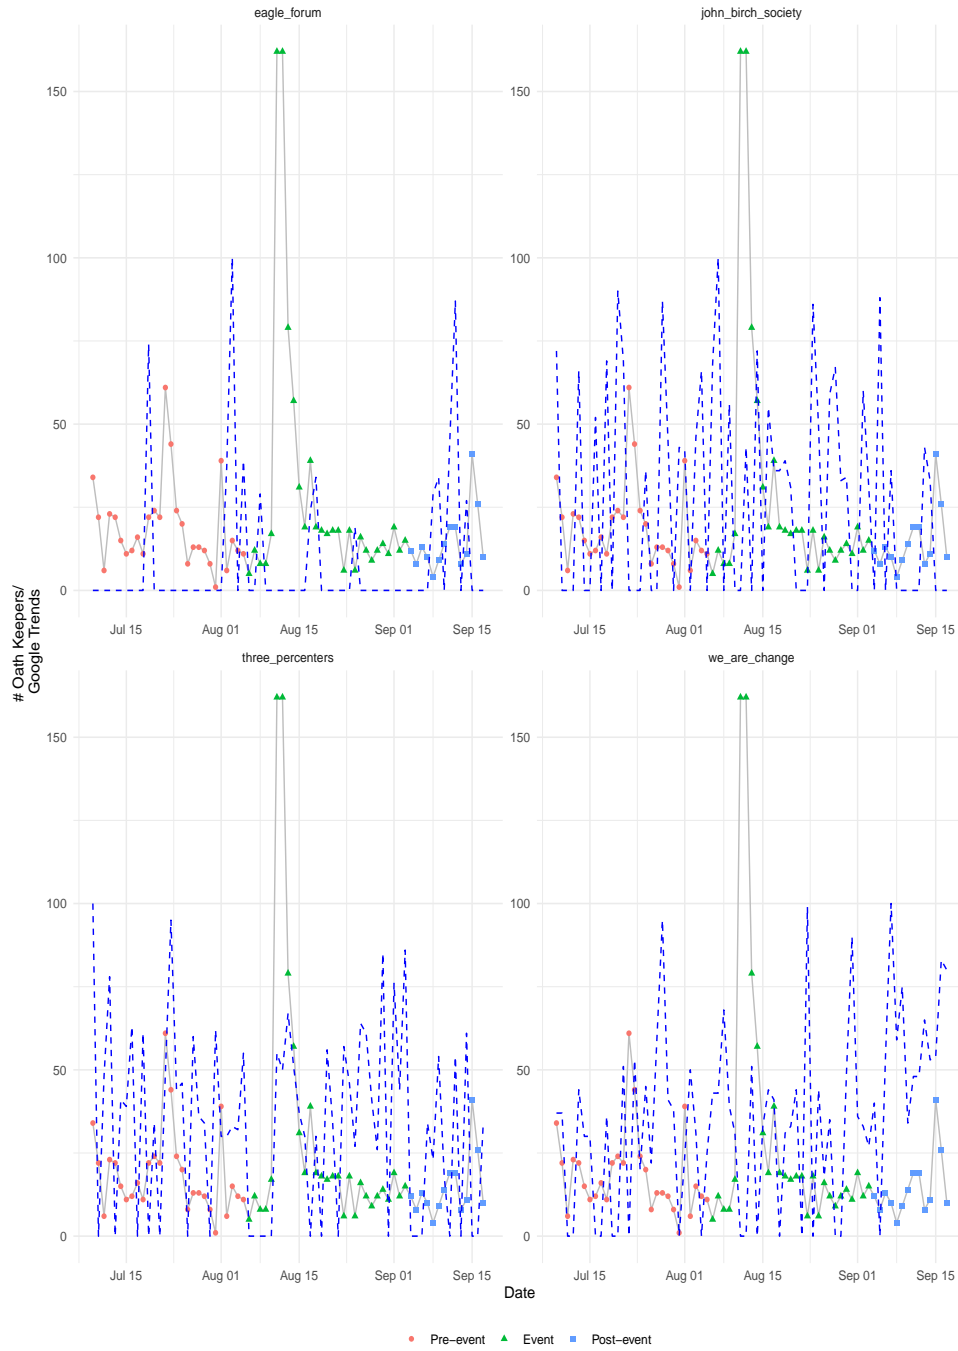 eagle_forum
john_birch_society
150
150
100
100
50
50
0
0
Jul 15
Aug 01
Aug 15
Sep 01
Sep 15
Jul 15
Aug 01
Aug 15
Sep 01
Sep 15
# Oath Keepers/
Google Trends
three_percenters
we_are_change
150
150
100
100
50
50
0
0
Jul 15
Aug 01
Aug 15
Sep 01
Sep 15
Jul 15
Aug 01
Aug 15
Sep 01
Sep 15
Date
Pre−event
Event
Post−event